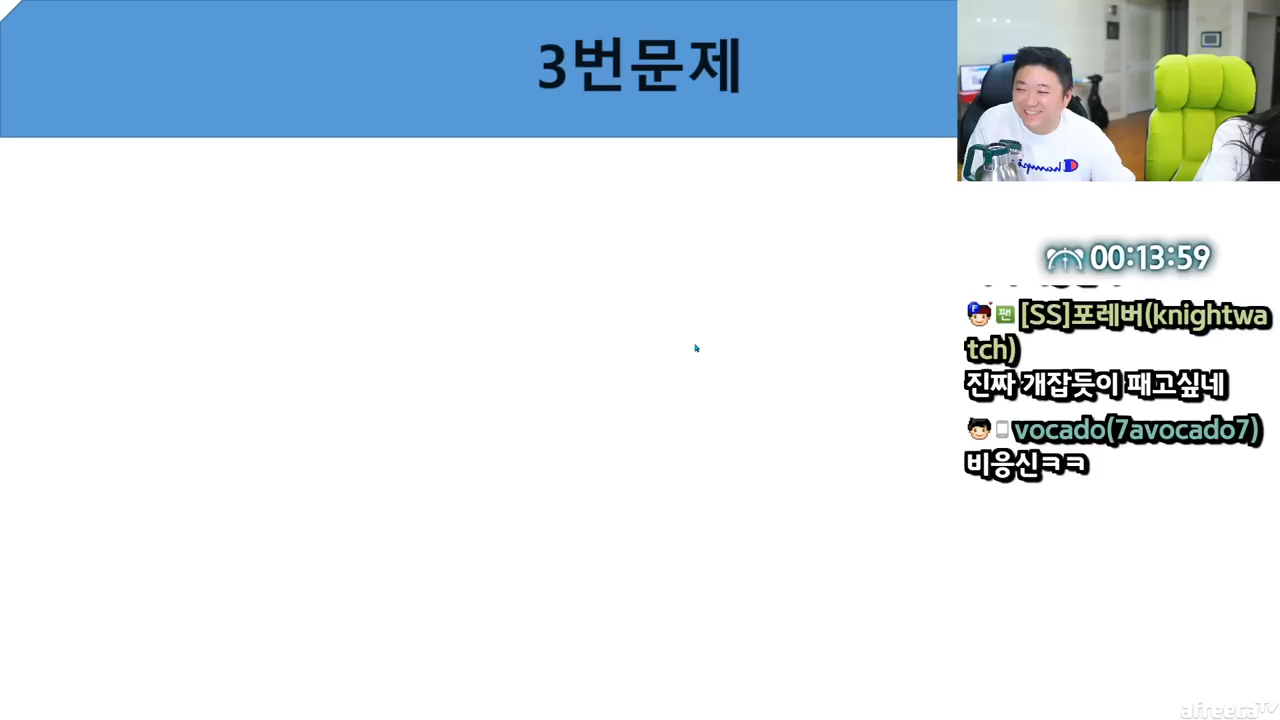 3번문제
00:13:59
[SS]포레버(knightwa
tch)
진짜 개잡듯이 패고싶네
vocado(7avocado7)
비응신ㅋㅋ
afreecaTV